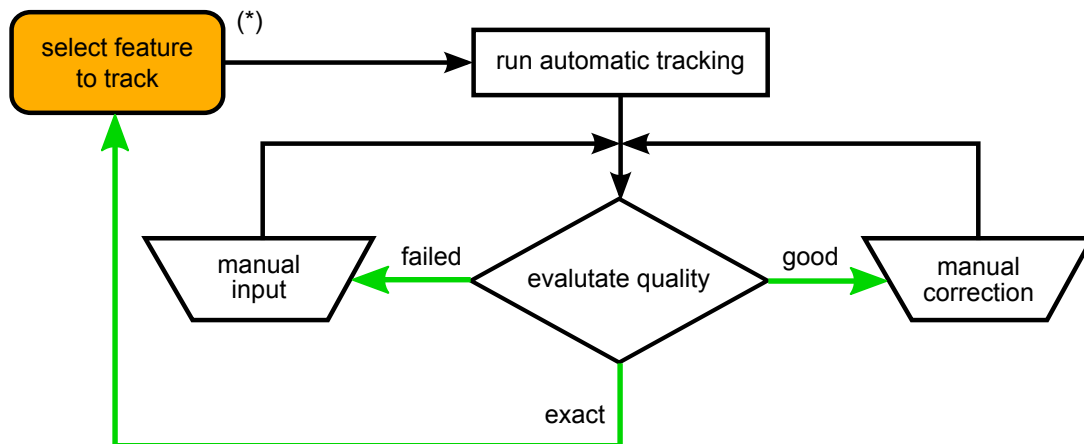 select feature
to track
(*)
run automatic tracking
failed
evalutate quality
good
manual
input
manual
correction
exact